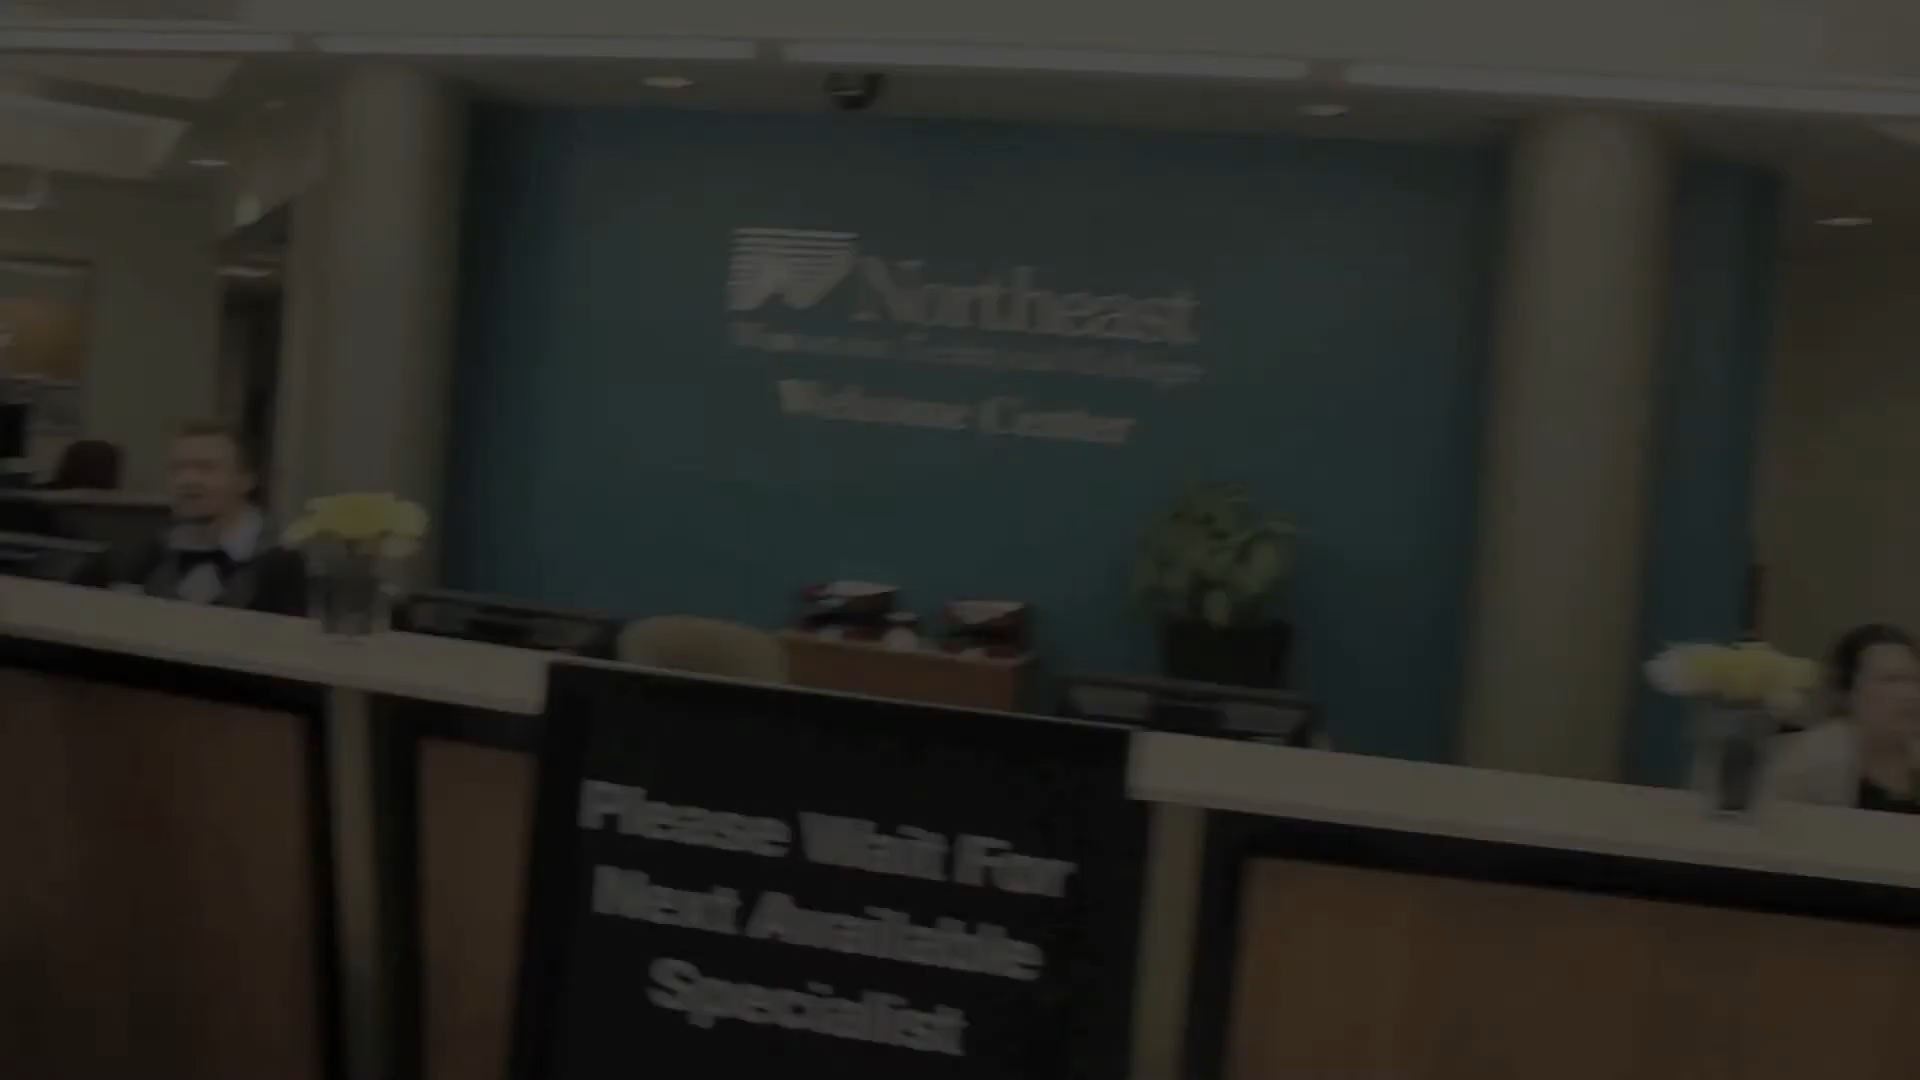 Northeast
Welcome Center
Please Wait For
Next Available
Specialist